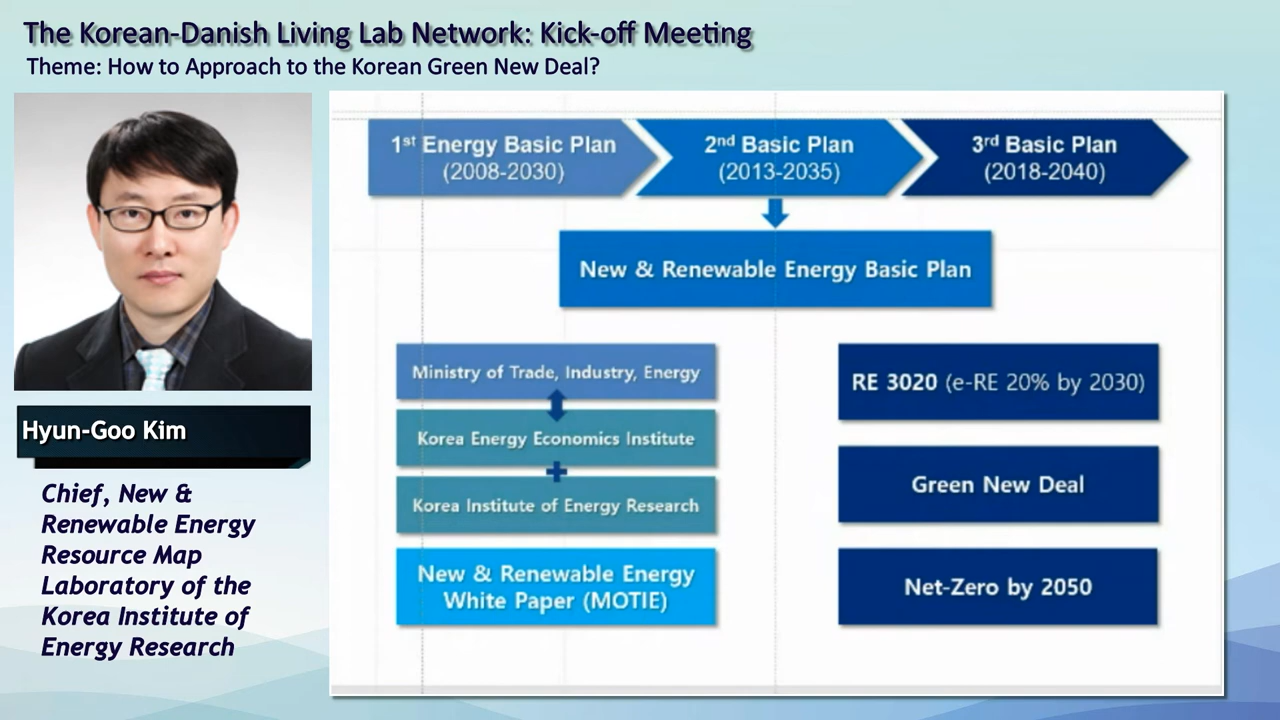 The Korean-Danish Living Lab Network: Kick-off Meeting
Theme: How to Approach to the Korean Green New Deal?
1st Energy Basic Plan
(2008-2030)
2nd Basic Plan
(2013-2035)
3rd Basic Plan
(2018-2040)
New & Renewable Energy Basic Plan
Ministry of Trade, Industry, Energy
Korea Energy Economics Institute
+
Korea Institute of Energy Research
New & Renewable Energy
White Paper (MOTIE)
RE 3020 (e-RE 20% by 2030)
Green New Deal
Net-Zero by 2050
Hyun-Goo Kim
Chief, New &
Renewable Energy
Resource Map
Laboratory of the
Korea Institute of
Energy Research